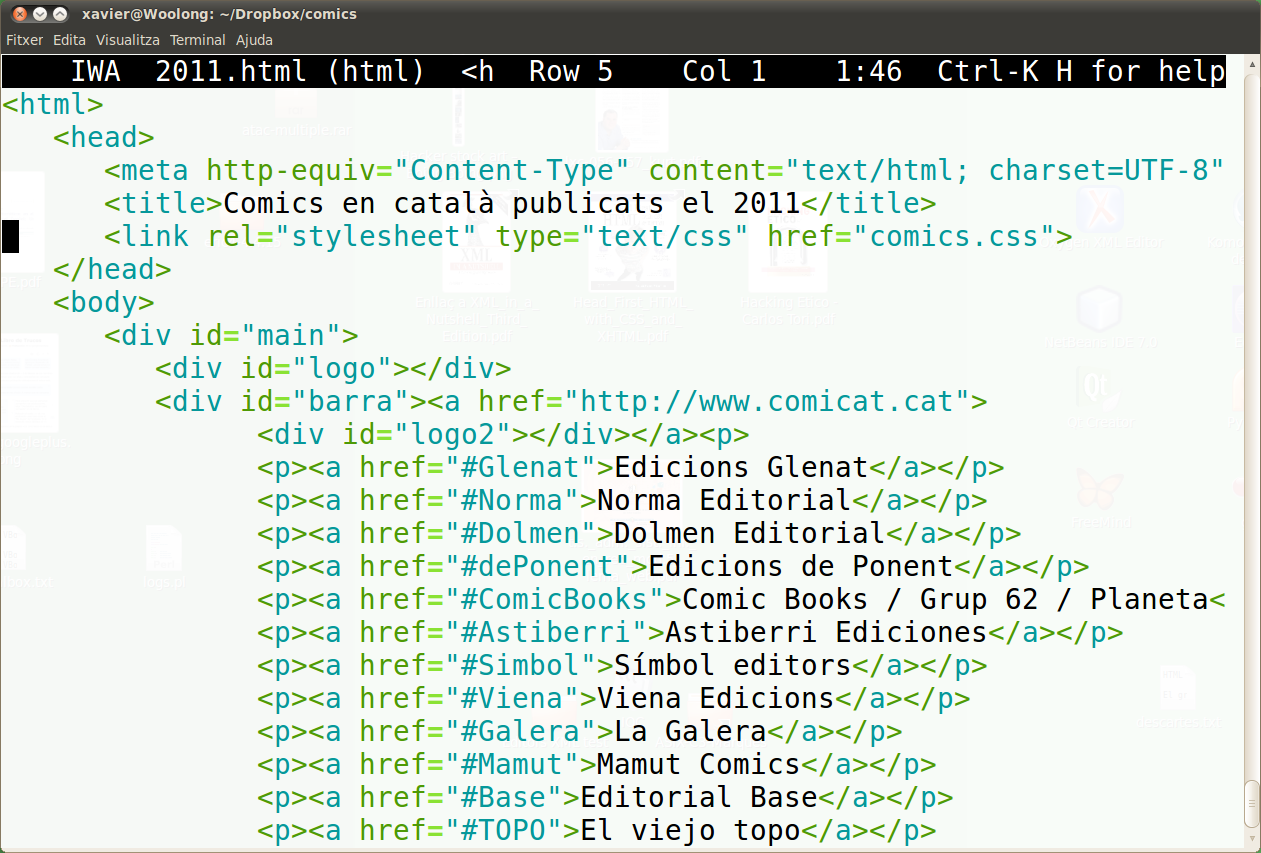 xavier@Woolong: ~/Dropbox/comics
Fitxer Edita Visualitza Terminal Ajuda
IWA 2011.html (html) <h Row 5 Col 1 1:46 Ctrl-K H for help
<html>
<head>
<meta http-equiv="Content-Type" content="text/html; charset=UTF-8"
<title>Comics en català publicats el 2011</title>
<link rel="stylesheet" type="text/css" href="comics.css">
</head>
<body>
<div id="main">
<div id="logo"></div>
<div id="barra"><a href="http://www.comicat.cat">
<div id="logo2"></div></a><p>
<p><a href="#Glenat">Edicions Glenat</a></p>
<p><a href="#Norma">Norma Editorial</a></p>
<p><a href="#Dolmen">Dolmen Editorial</a></p>
<p><a href="#dePonent">Edicions de Ponent</a></p>
<p><a href="#ComicBooks">Comic Books / Grup 62 / Planeta<
<p><a href="#Astiberri">Astiberri Ediciones</a></p>
<p><a href="#Simbol">Símbol editors</a></p>
<p><a href="#Viena">Viena Edicions</a></p>
<p><a href="#Galera">La Galera</a></p>
<p><a href="#Mamut">Mamut Comics</a></p>
<p><a href="#Base">Editorial Base</a></p>
<p><a href="#TOPO">El viejo topo</a></p>